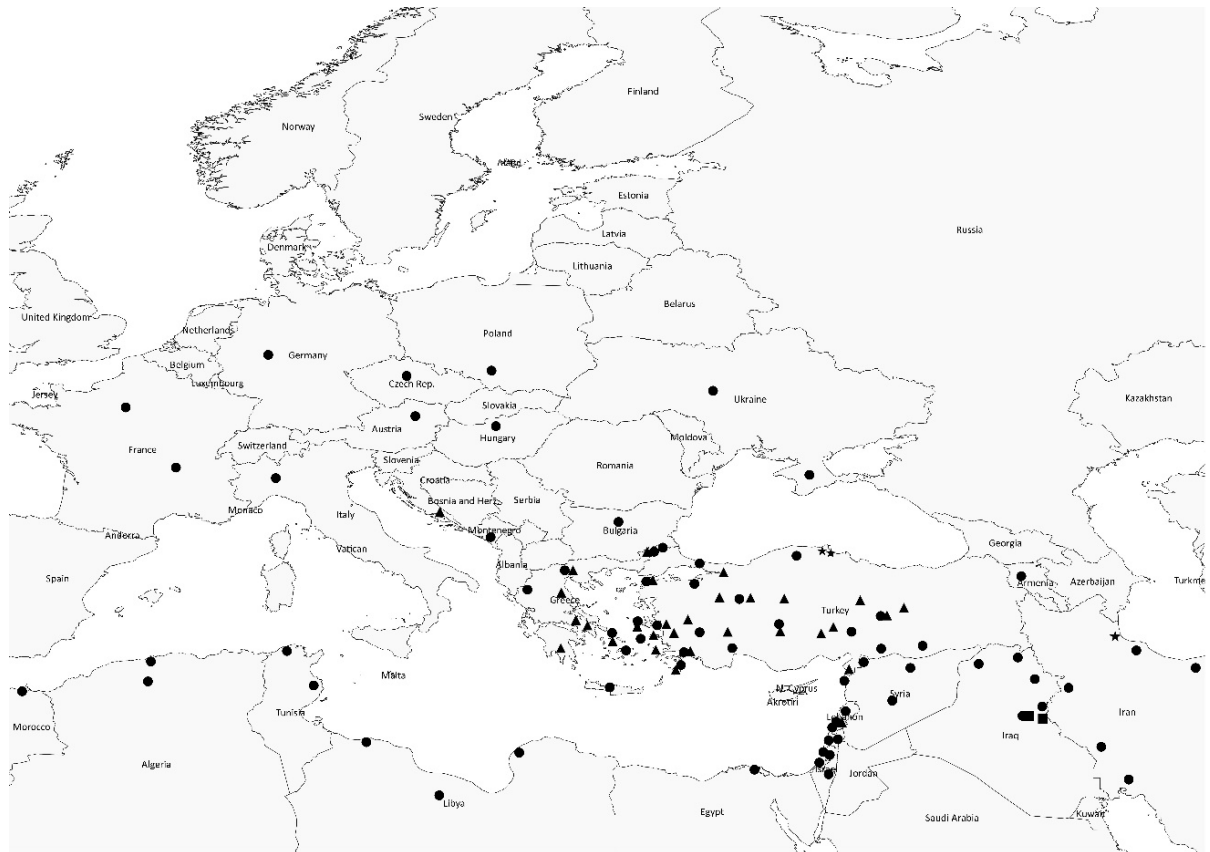 Finland
Sweden
Norway
Estonia
Russia
Latvia
Denmark
Lithuania
Belarus
United Kingdom
Netherlands
Poland
Germany
Belgium
Luxembourg
Czech Rep.
Jersey
Ukraine
Kazakhstan
Slovakia
Austria
Hungary
Moldova
Switzerland
France
Slovenia
Romania
Croatia
Bosnia and Herz.
Serbia
Monaco
Italy
Montenegro
Bulgaria
Andorra
Georgia
Vatican
Albania
Spain
Armenia
Azerbaijan
Turkme
Greece
Turkey
Malta
N. Cyprus
Akrotiri
Syria
Tunisia
Iran
Lebanon
Morocco
Iraq
Algeria
Israel
Jordan
Libya
Egypt
Kuwait
Saudi Arabia